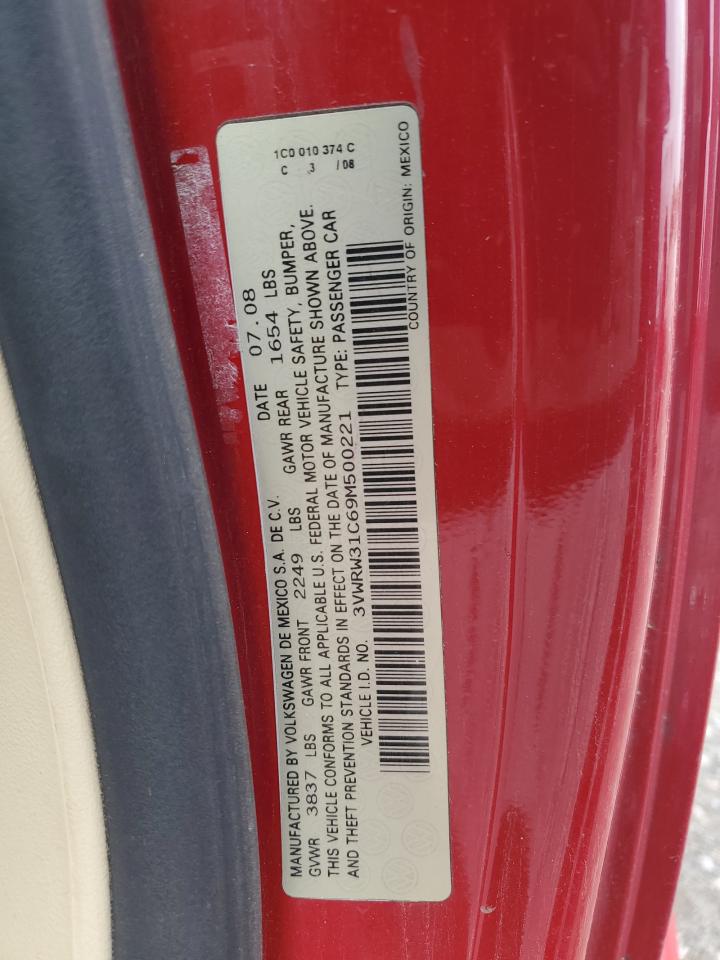 1C0 010 374 C
C 3 /08
MANUFACTURED BY VOLKSWAGEN DE MEXICO S.A. DE C.V. DATE 07.08
GVWR 3837 LBS GAWR FRONT 2249 LBS GAWR REAR 1654 LBS
THIS VEHICLE CONFORMS TO ALL APPLICABLE U.S. FEDERAL MOTOR VEHICLE SAFETY, BUMPER,
AND THEFT PREVENTION STANDARDS IN EFFECT ON THE DATE OF MANUFACTURE SHOWN ABOVE.
VEHICLE I.D. NO. 3VWRW31C69M500221 TYPE: PASSENGER CAR
COUNTRY OF ORIGIN: MEXICO